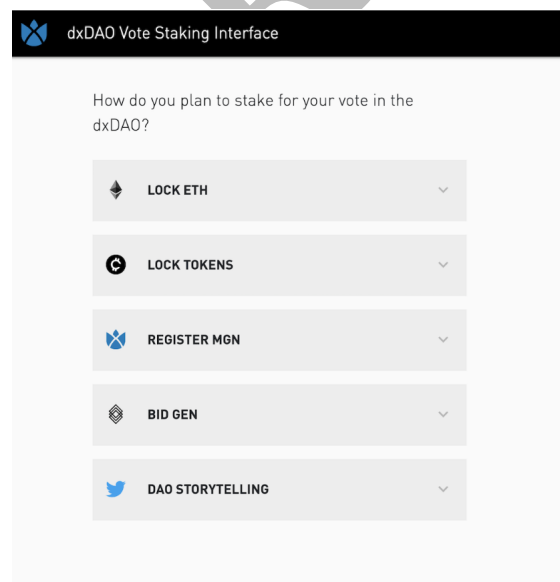 dxDAO Vote Staking Interface
How do you plan to stake for your vote in the
dxDAO?
LOCK ETH
LOCK TOKENS
REGISTER MGN
BID GEN
DAO STORYTELLING